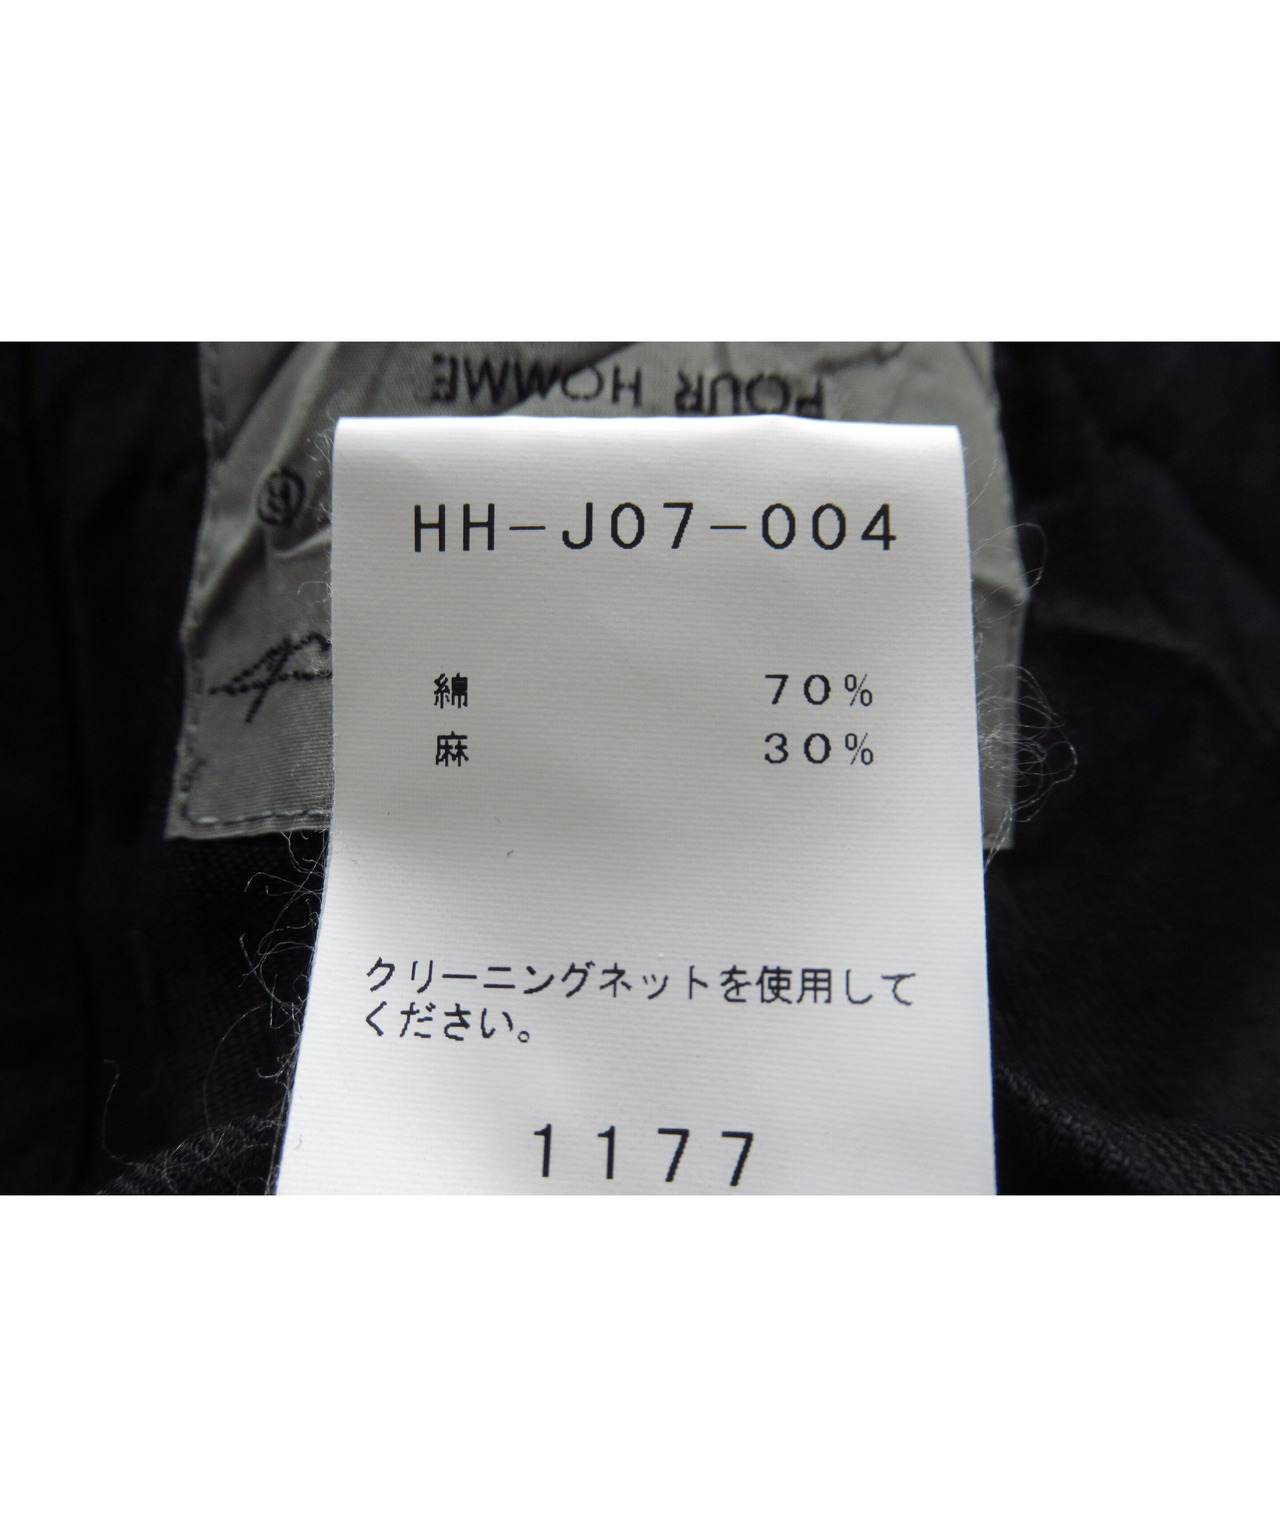 POUR HOMME
®
HH-J07-004
綿 70%
麻 30%
クリーニングネットを使用して
ください。
1177